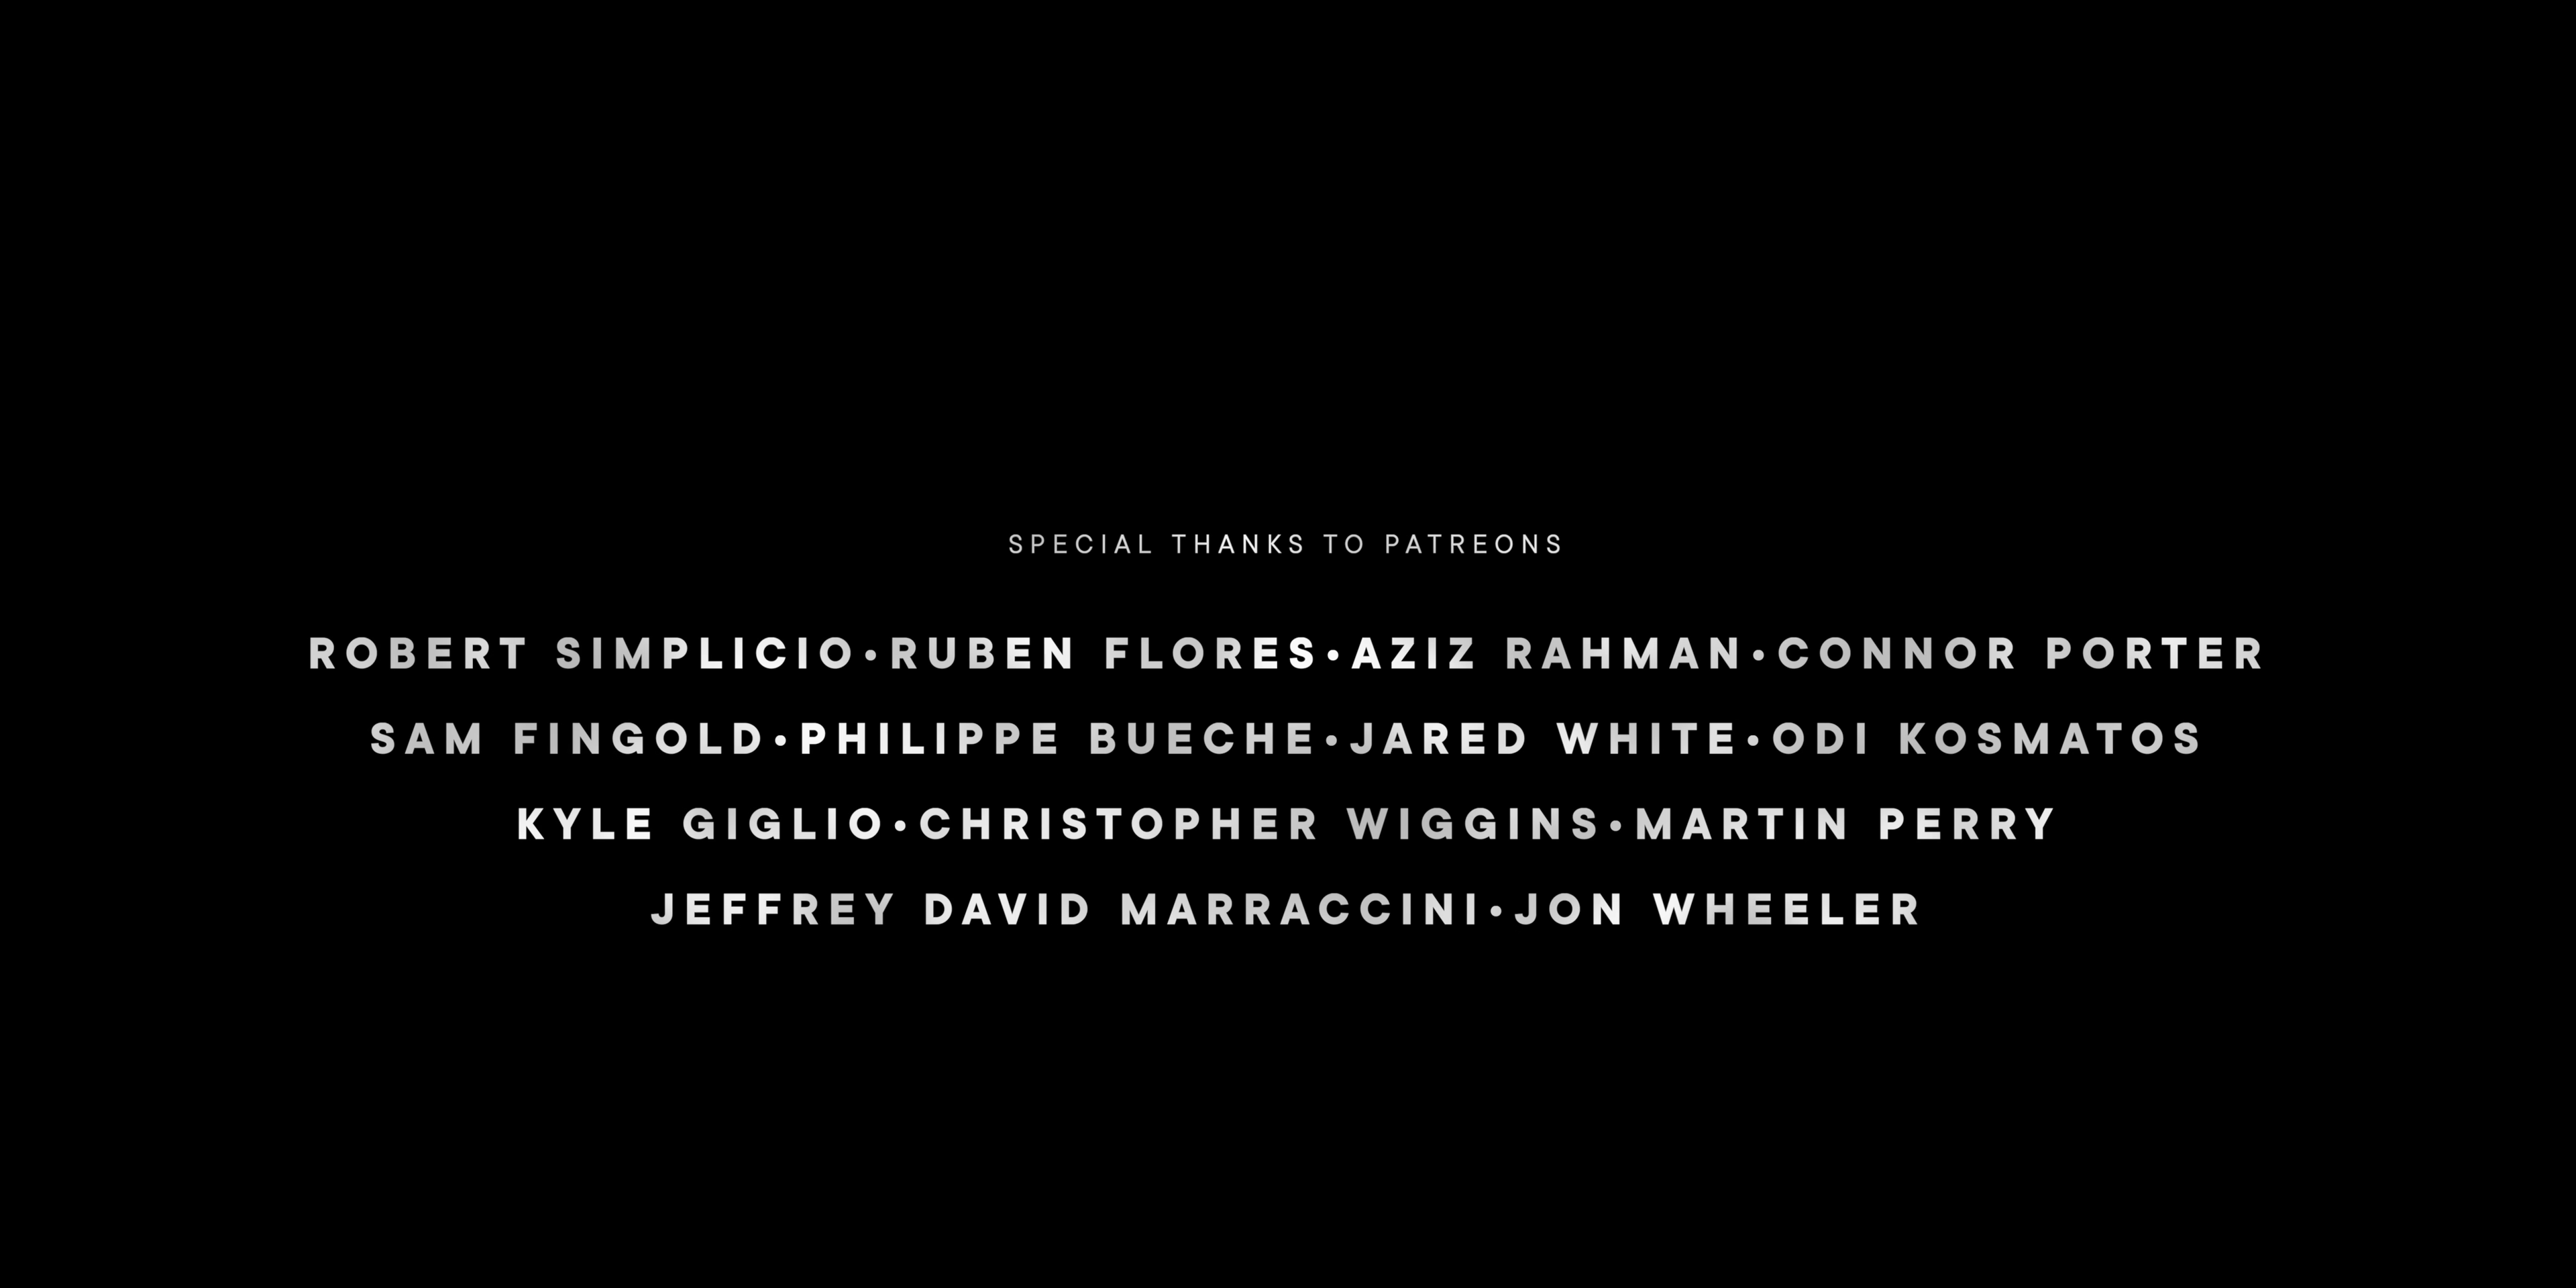 SPECIAL THANKS TO PATREONS
ROBERT SIMPLICIO•RUBEN FLORES•AZIZ RAHMAN•CONNOR PORTER
SAM FINGOLD•PHILIPPE BUECHE•JARED WHITE•ODI KOSMATOS
KYLE GIGLIO•CHRISTOPHER WIGGINS•MARTIN PERRY
JEFFREY DAVID MARRACCINI•JON WHEELER